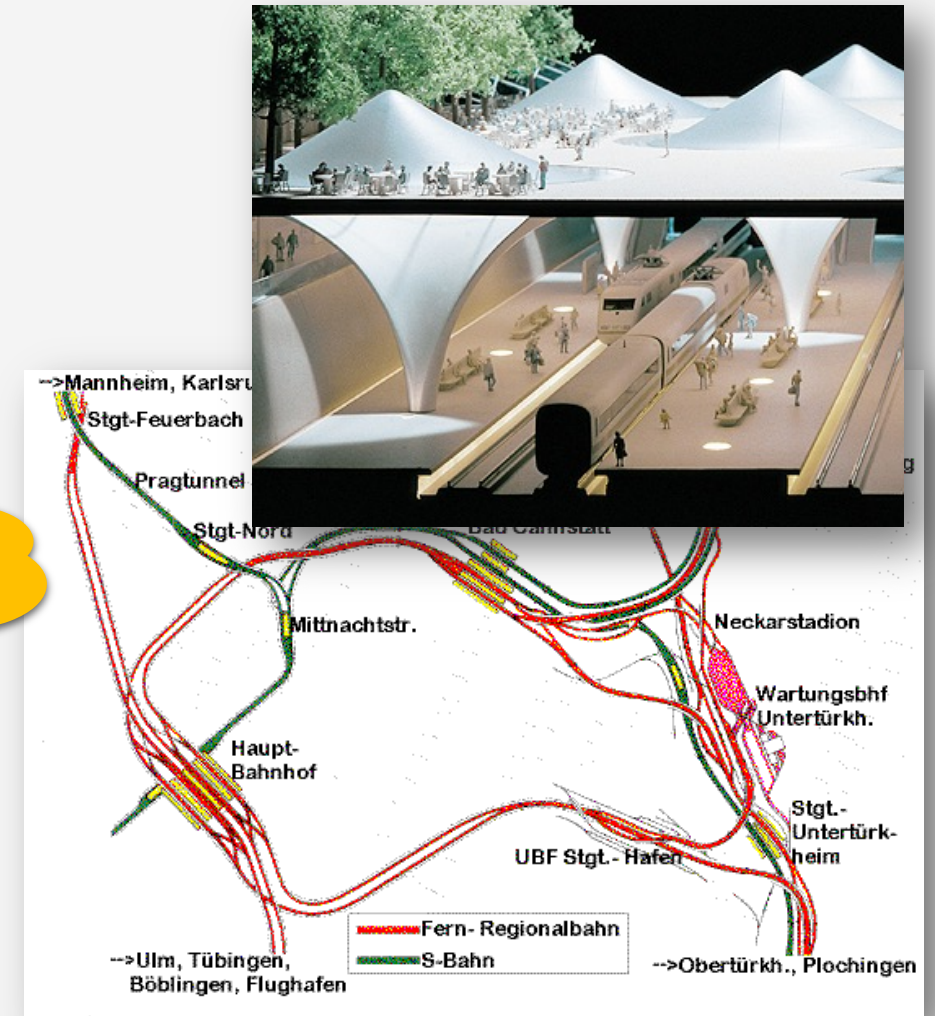 -->Mannheim, Karlsru
Stgt-Feuerbach
Pragtunnel
g
Stgt-Nord
Bad Cannstatt
Mittnachtstr.
Neckarstadion
Wartungsbhf
Untertürkh.
Haupt-
Bahnhof
Stgt.-
Untertürk-
heim
UBF Stgt.- Hafen
Fern- Regionalbahn
S-Bahn
-->Ulm, Tübingen,
Böblingen, Flughafen
-->Obertürkh., Plochingen